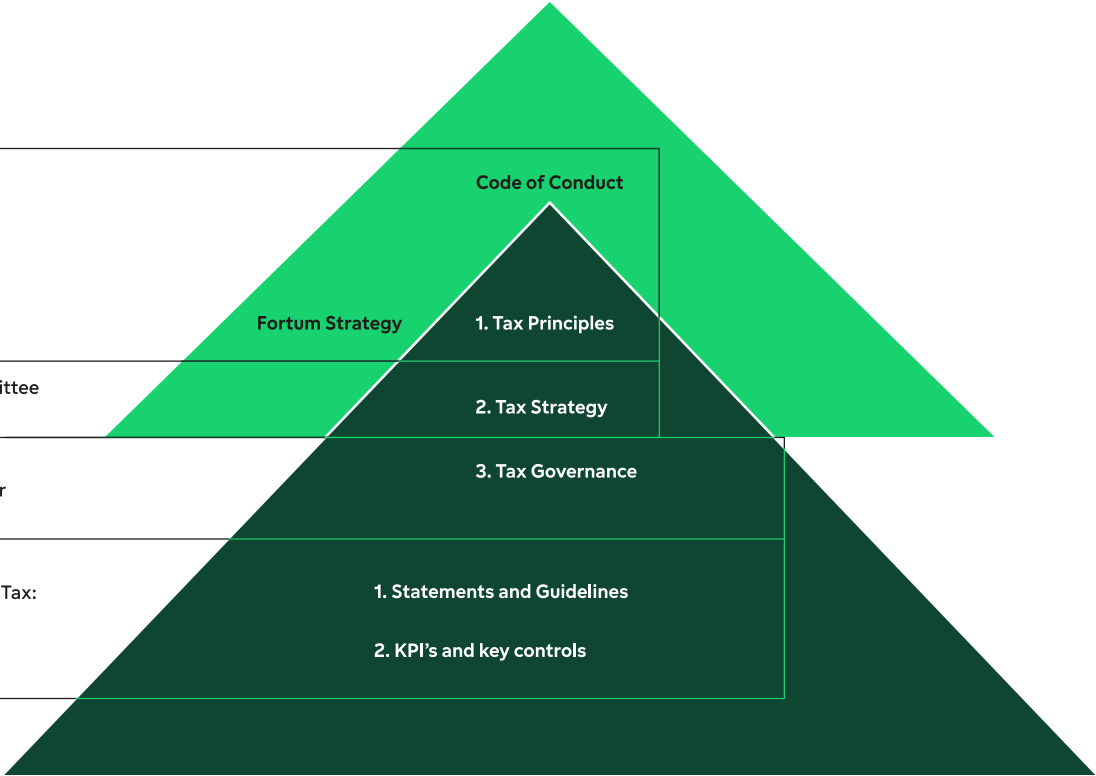 Code of Conduct
Fortum Strategy
1. Tax Principles
2. Tax Strategy
3. Tax Governance
Tax:
1. Statements and Guidelines
2. KPI's and key controls